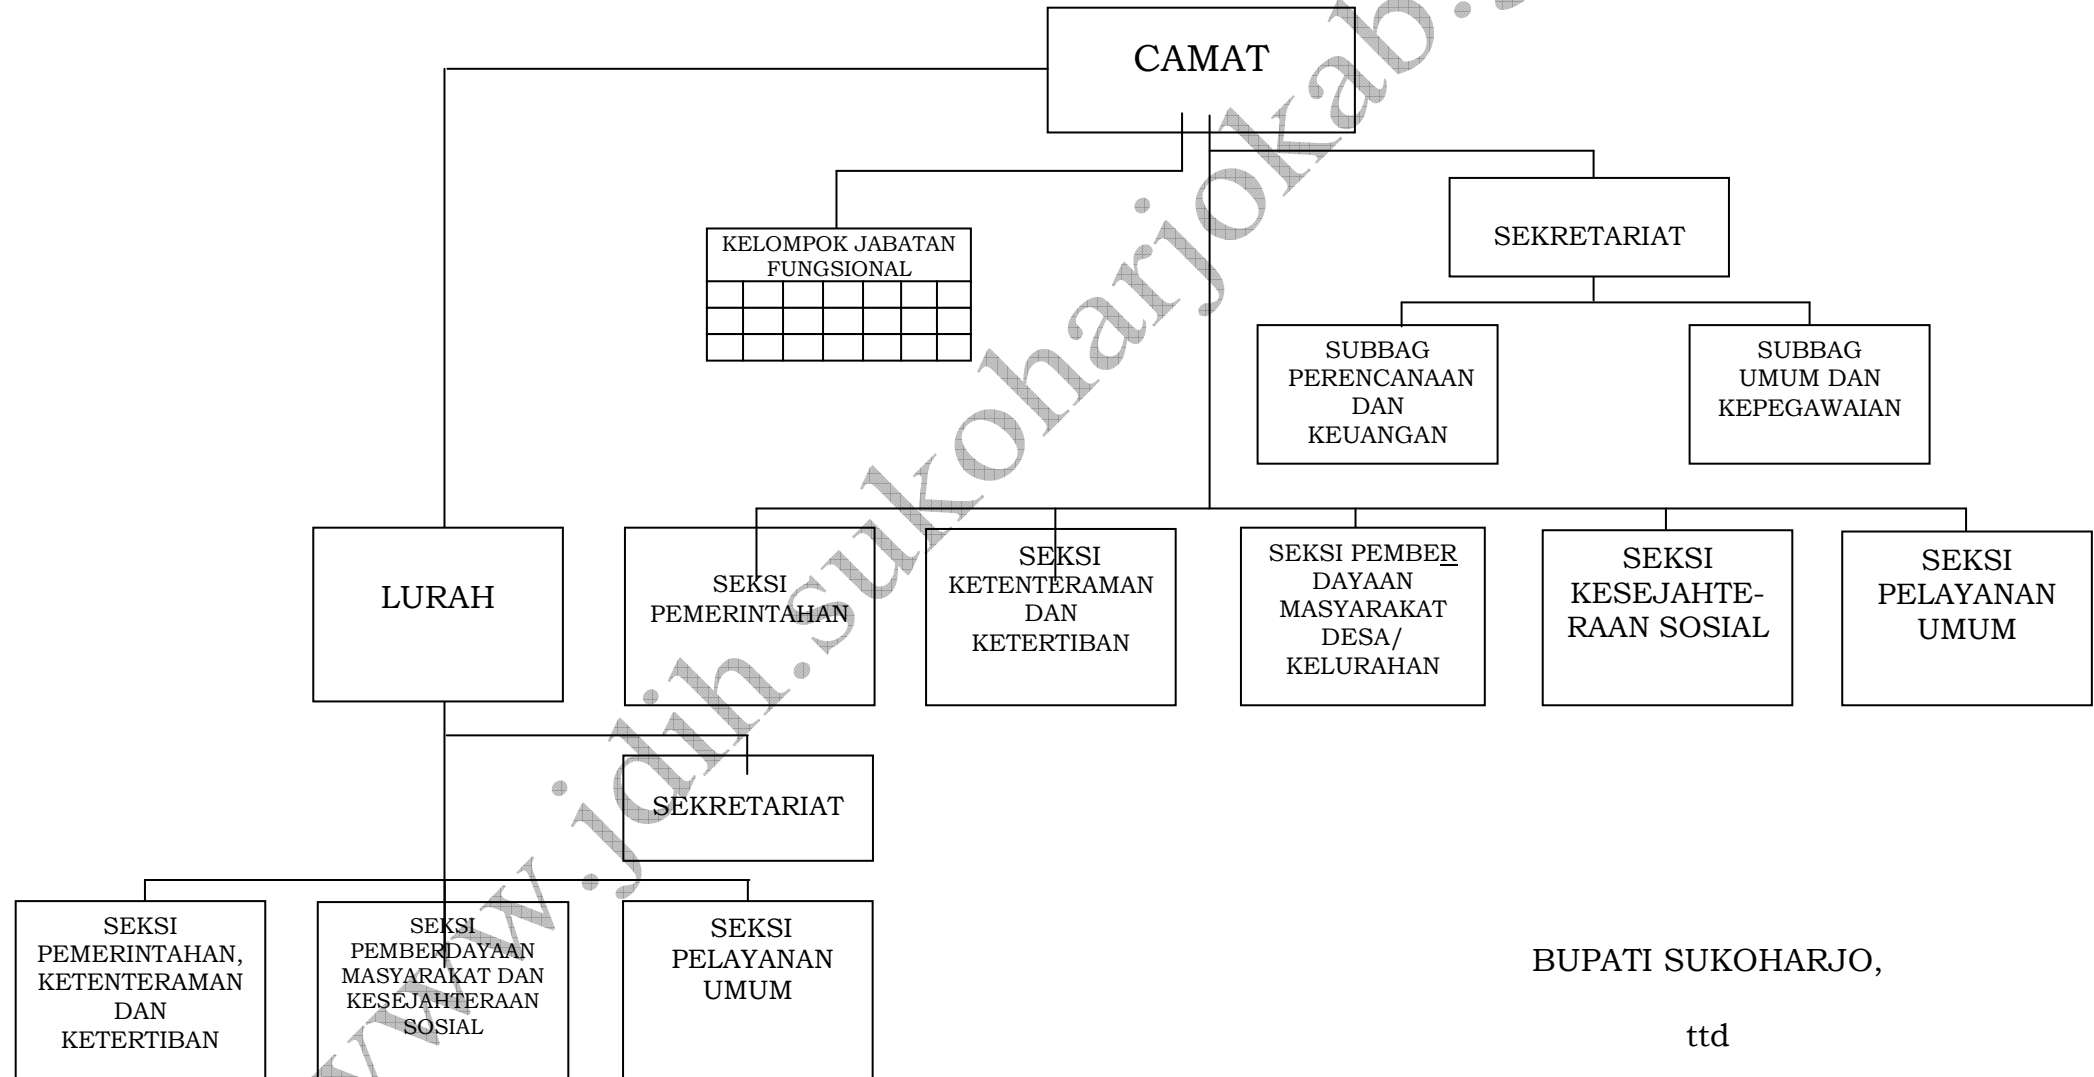 CAMAT
KELOMPOK JABATAN
FUNGSIONAL
SEKRETARIAT
SUBBAG
PERENCANAAN
DAN
KEUANGAN
SUBBAG
UMUM DAN
KEPEGAWAIAN
LURAH
SEKSI
PEMERINTAHAN
SEKSI
KETENTERAMAN
DAN
KETERTIBAN
SEKSI PEMBER
DAYAAN
MASYARAKAT
DESA/
KELURAHAN
SEKSI
KESEJAHTE-
RAAN SOSIAL
SEKSI
PELAYANAN
UMUM
SEKRETARIAT
SEKSI
PEMERINTAHAN,
KETENTERAMAN
DAN
KETERTIBAN
SEKSI
PEMBERDAYAAN
MASYARAKAT DAN
KESEJAHTERAAN
SOSIAL
SEKSI
PELAYANAN
UMUM
BUPATI SUKOHARJO,
ttd
www.jdih.sukoharjokab.